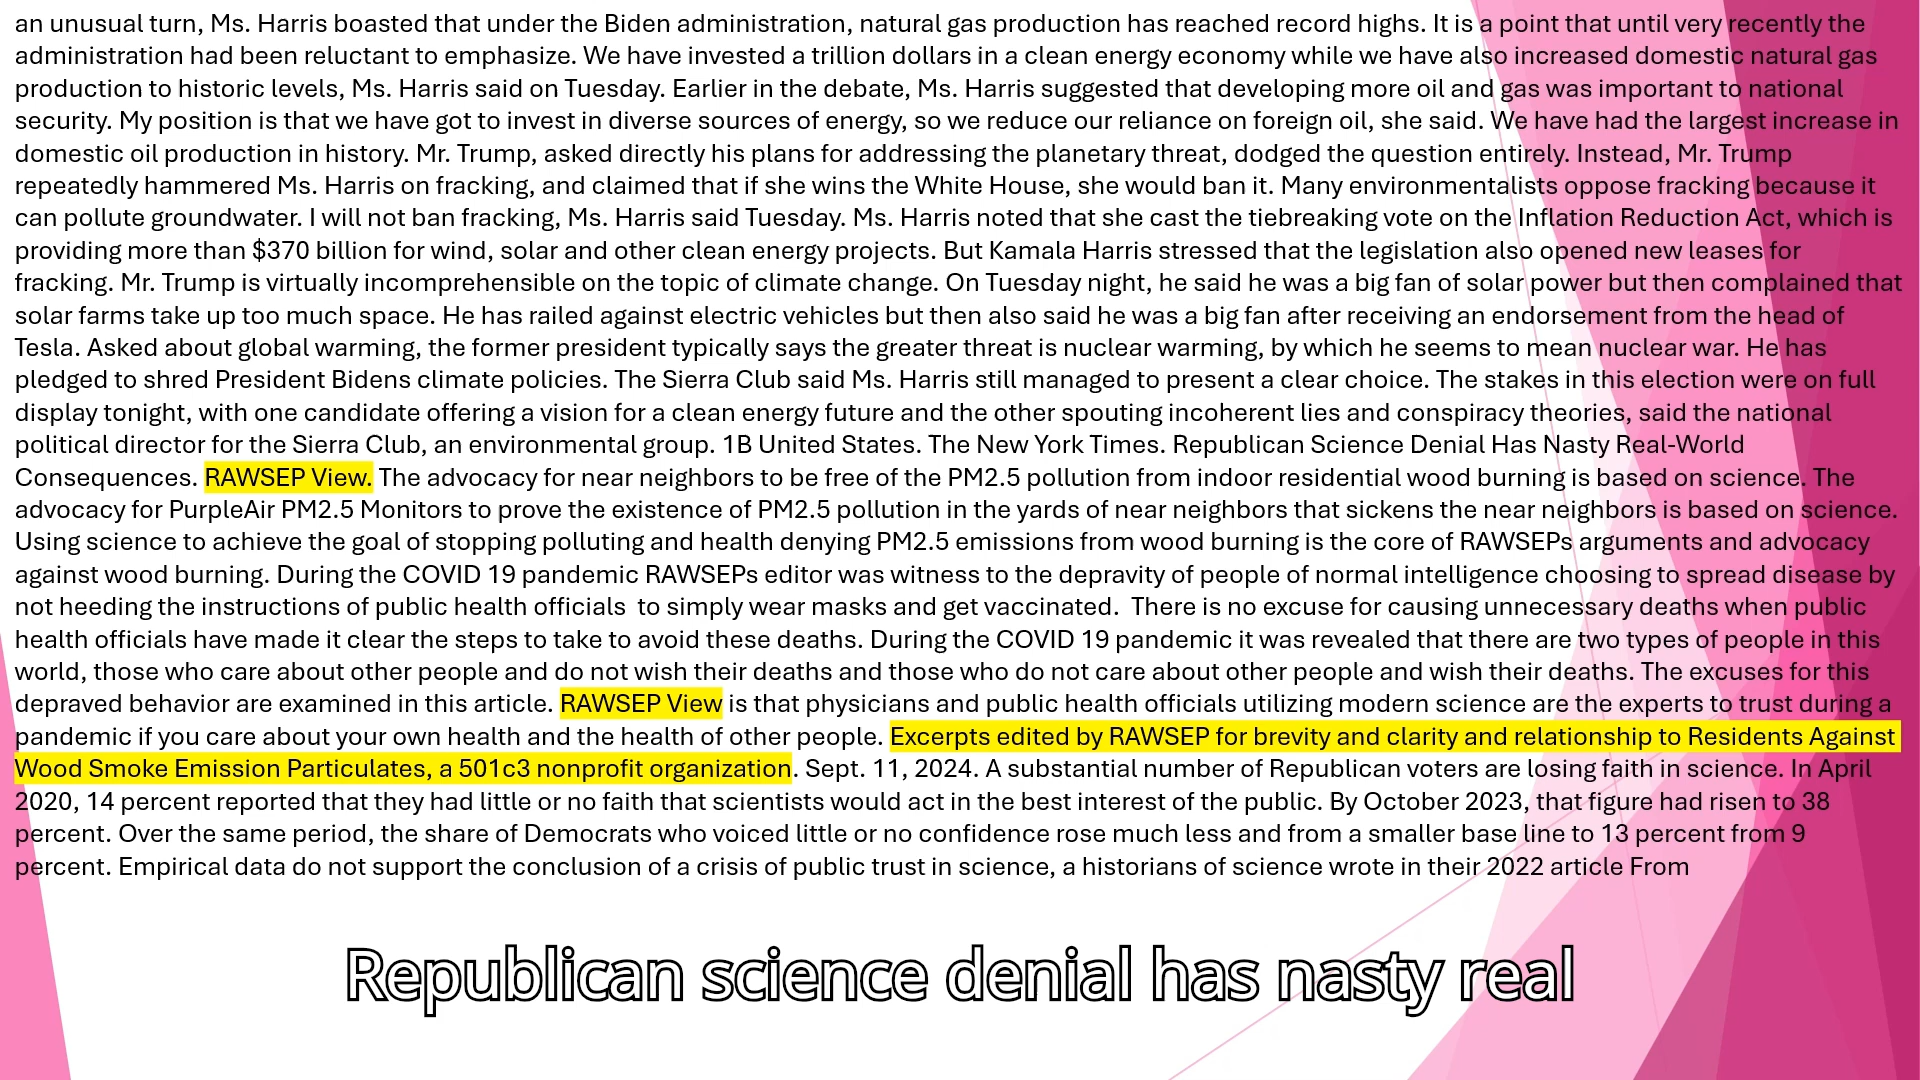 an unusual turn, Ms. Harris boasted that under the Biden administration, natural gas production has reached record highs. It is a point that until very recently the
administration had been reluctant to emphasize. We have invested a trillion dollars in a clean energy economy while we have also increased domestic natural gas
production to historic levels, Ms. Harris said on Tuesday. Earlier in the debate, Ms. Harris suggested that developing more oil and gas was important to national
security. My position is that we have got to invest in diverse sources of energy, so we reduce our reliance on foreign oil, she said. We have had the largest increase in
domestic oil production in history. Mr. Trump, asked directly his plans for addressing the planetary threat, dodged the question entirely. Instead, Mr. Trump
repeatedly hammered Ms. Harris on fracking, and claimed that if she wins the White House, she would ban it. Many environmentalists oppose fracking because it
can pollute groundwater. I will not ban fracking, Ms. Harris said Tuesday. Ms. Harris noted that she cast the tiebreaking vote on the Inflation Reduction Act, which is
providing more than $370 billion for wind, solar and other clean energy projects. But Kamala Harris stressed that the legislation also opened new leases for
fracking. Mr. Trump is virtually incomprehensible on the topic of climate change. On Tuesday night, he said he was a big fan of solar power but then complained that
solar farms take up too much space. He has railed against electric vehicles but then also said he was a big fan after receiving an endorsement from the head of
Tesla. Asked about global warming, the former president typically says the greater threat is nuclear warming, by which he seems to mean nuclear war. He has
pledged to shred President Bidens climate policies. The Sierra Club said Ms. Harris still managed to present a clear choice. The stakes in this election were on full
display tonight, with one candidate offering a vision for a clean energy future and the other spouting incoherent lies and conspiracy theories, said the national
political director for the Sierra Club, an environmental group. 1B United States. The New York Times. Republican Science Denial Has Nasty Real-World
Consequences. RAWSEP View. The advocacy for near neighbors to be free of the PM2.5 pollution from indoor residential wood burning is based on science. The
advocacy for PurpleAir PM2.5 Monitors to prove the existence of PM2.5 pollution in the yards of near neighbors that sickens the near neighbors is based on science.
Using science to achieve the goal of stopping polluting and health denying PM2.5 emissions from wood burning is the core of RAWSEPs arguments and advocacy
against wood burning. During the COVID 19 pandemic RAWSEPs editor was witness to the depravity of people of normal intelligence choosing to spread disease by
not heeding the instructions of public health officials  to simply wear masks and get vaccinated.  There is no excuse for causing unnecessary deaths when public
health officials have made it clear the steps to take to avoid these deaths. During the COVID 19 pandemic it was revealed that there are two types of people in this
world, those who care about other people and do not wish their deaths and those who do not care about other people and wish their deaths. The excuses for this
depraved behavior are examined in this article. RAWSEP View is that physicians and public health officials utilizing modern science are the experts to trust during a
pandemic if you care about your own health and the health of other people. Excerpts edited by RAWSEP for brevity and clarity and relationship to Residents Against
Wood Smoke Emission Particulates, a 501c3 nonprofit organization. Sept. 11, 2024. A substantial number of Republican voters are losing faith in science. In April
2020, 14 percent reported that they had little or no faith that scientists would act in the best interest of the public. By October 2023, that figure had risen to 38
percent. Over the same period, the share of Democrats who voiced little or no confidence rose much less and from a smaller base line to 13 percent from 9
percent. Empirical data do not support the conclusion of a crisis of public trust in science, a historians of science wrote in their 2022 article From
Republican science denial has nasty real